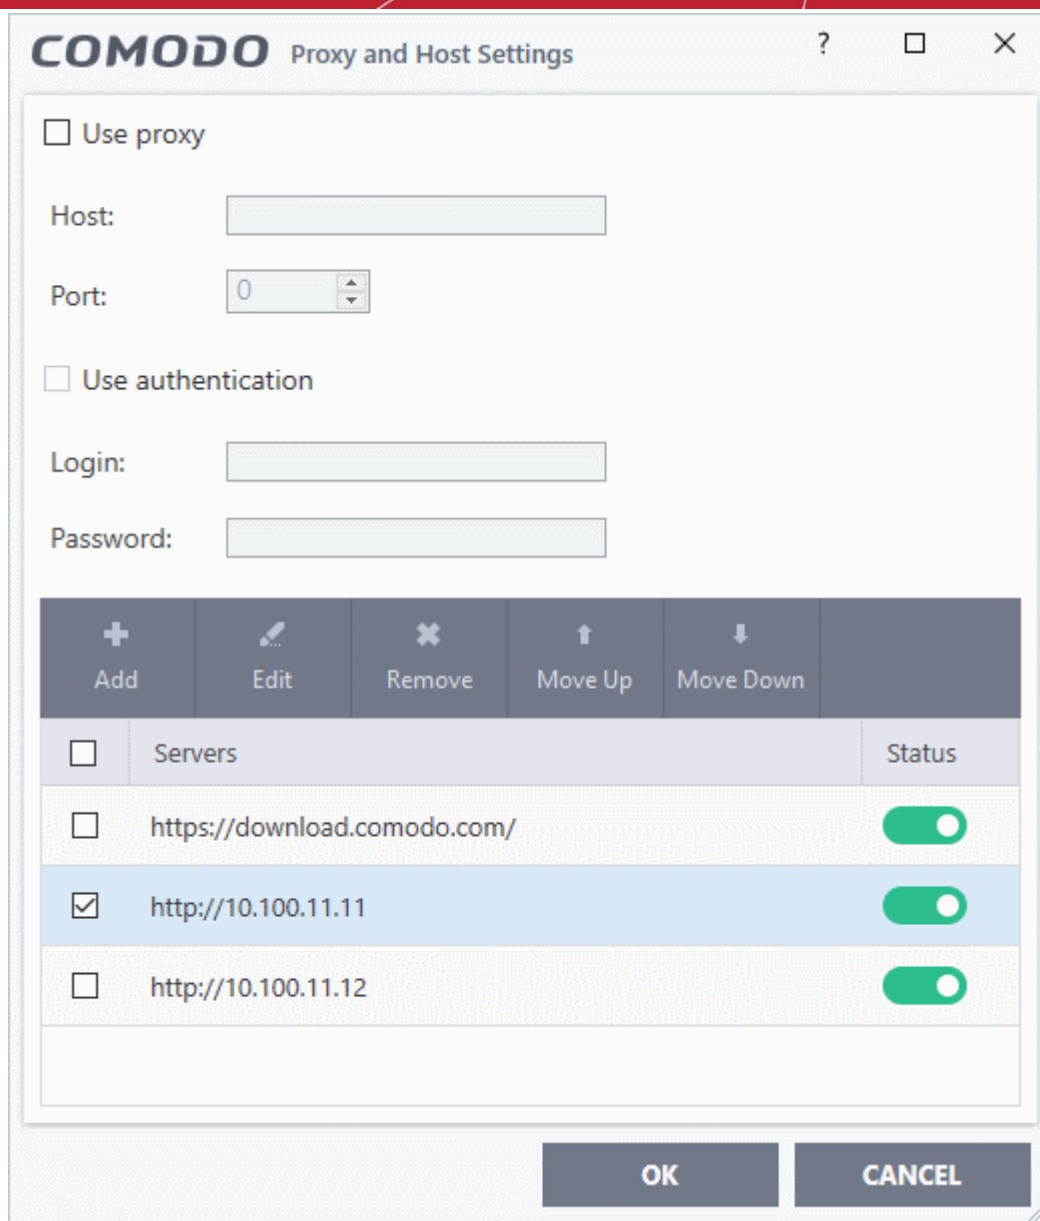 COMODO Proxy and Host Settings ?
Use proxy
Host:
Port: 0
Use authentication
Login:
Password:
Add Edit Remove Move Up Move Down
Servers Status
https://download.comodo.com/
http://10.100.11.11
http://10.100.11.12
OK CANCEL